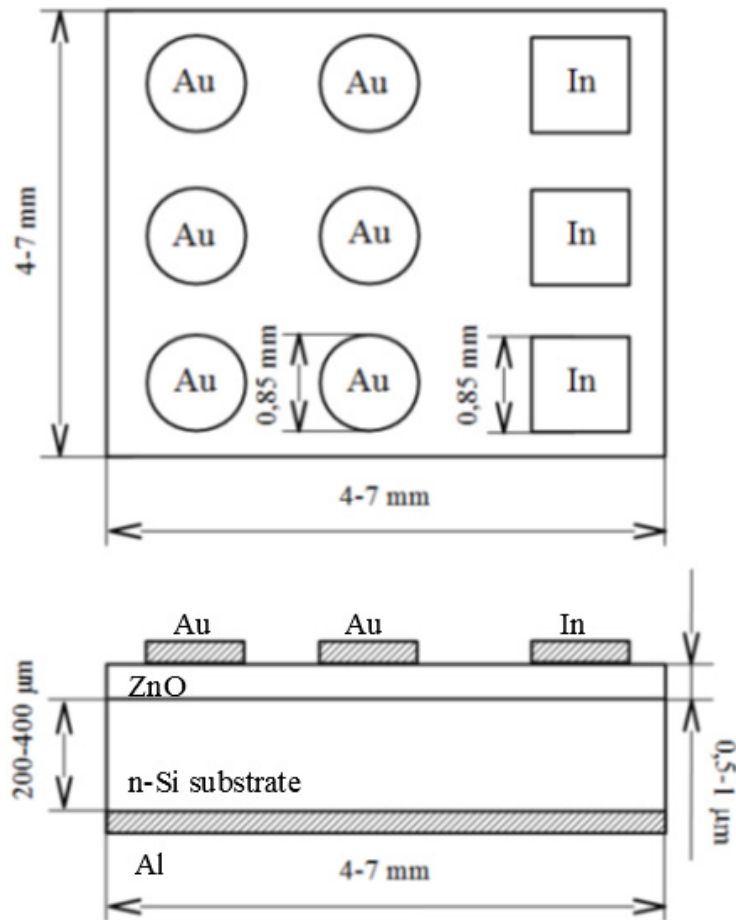 Au Au In
4-7 mm
Au Au In
Au 0,85 mm Au 0,85 mm In
4-7 mm
Au Au In
ZnO
200-400 μm
n-Si substrate
0,5-1 μm
Al
4-7 mm